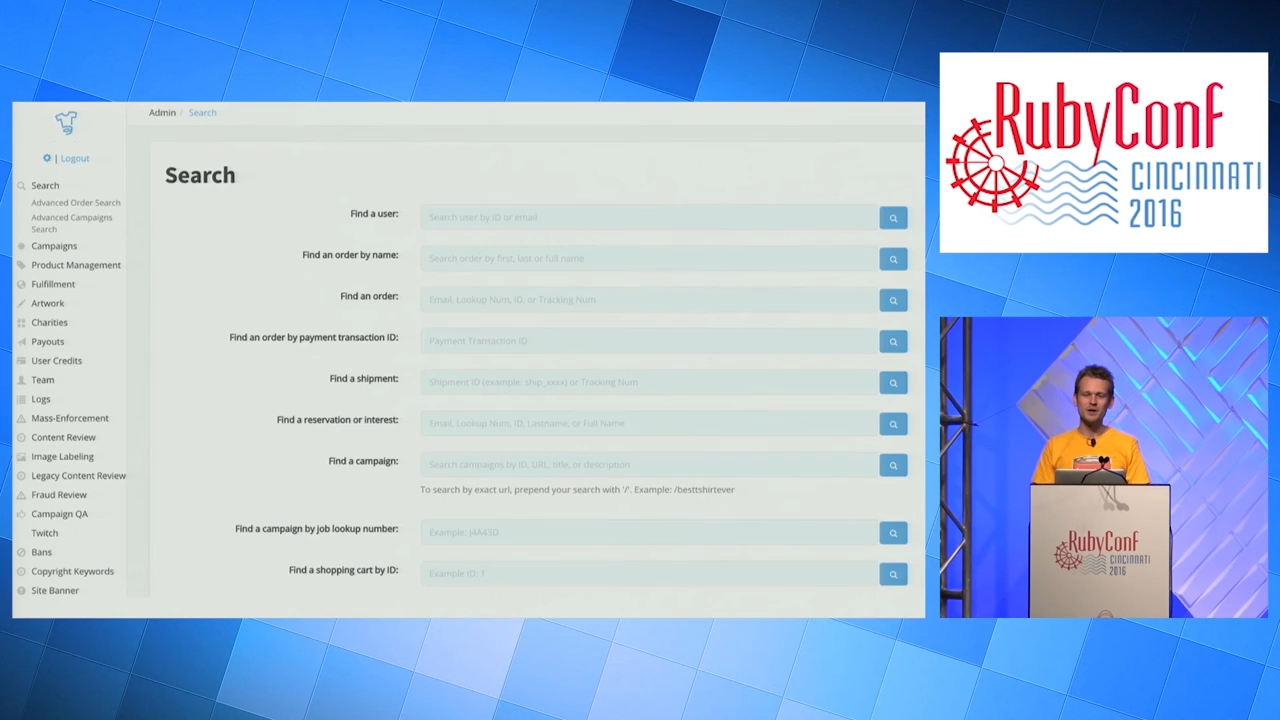 Admin / Search
| Logout
Search
Advanced Order Search
Advanced Campaigns
Search
Campaigns
Product Management
Fulfillment
Artwork
Charities
Payouts
User Credits
Team
Logs
Mass-Enforcement
Content Review
Image Labeling
Legacy Content Review
Fraud Review
Campaign QA
Twitch
Bans
Copyright Keywords
Site Banner
Search
Find a user: Search user by ID or email
Find an order by name: Search order by first, last or full name
Find an order: Email, Lookup Num, ID, or Tracking Num
Find an order by payment transaction ID: Payment Transaction ID
Find a shipment: Shipment ID (example: ship_xxxx) or Tracking Num
Find a reservation or interest: Email, Lookup Num, ID, Lastname, or Full Name
Find a campaign: Search campaigns by ID, URL, title, or description
To search by exact url, prepend your search with '/'. Example: /besttshirtever
Find a campaign by job lookup number: Example: J4A45D
Find a shopping cart by ID: Example ID: 1
RubyConf
CINCINNATI
2016
RubyConf
CINCINNATI
2016